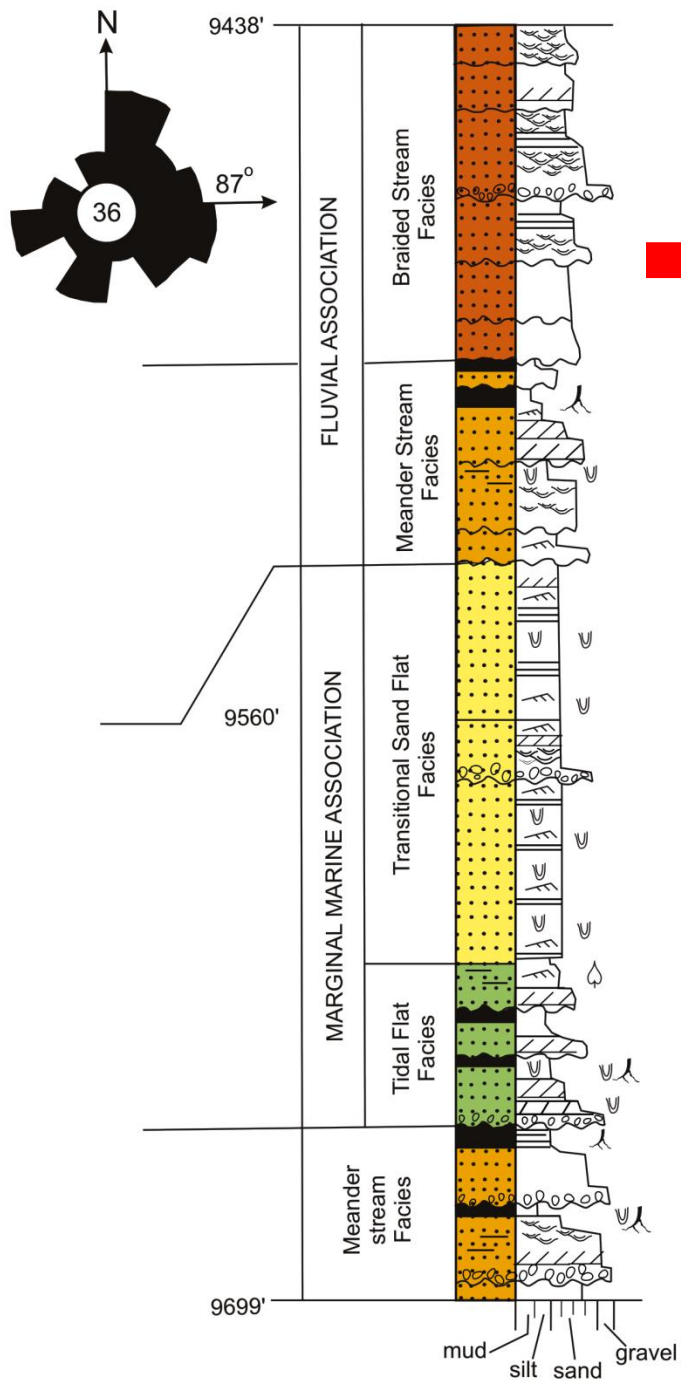 N
87°
36
9438'
FLUVIAL ASSOCIATION
Braided Stream
Facies
Meander Stream
Facies
9560'
MARGINAL MARINE ASSOCIATION
Transitional Sand Flat
Facies
Tidal Flat
Facies
Meander
stream
Facies
9699'
mud
silt
sand
gravel